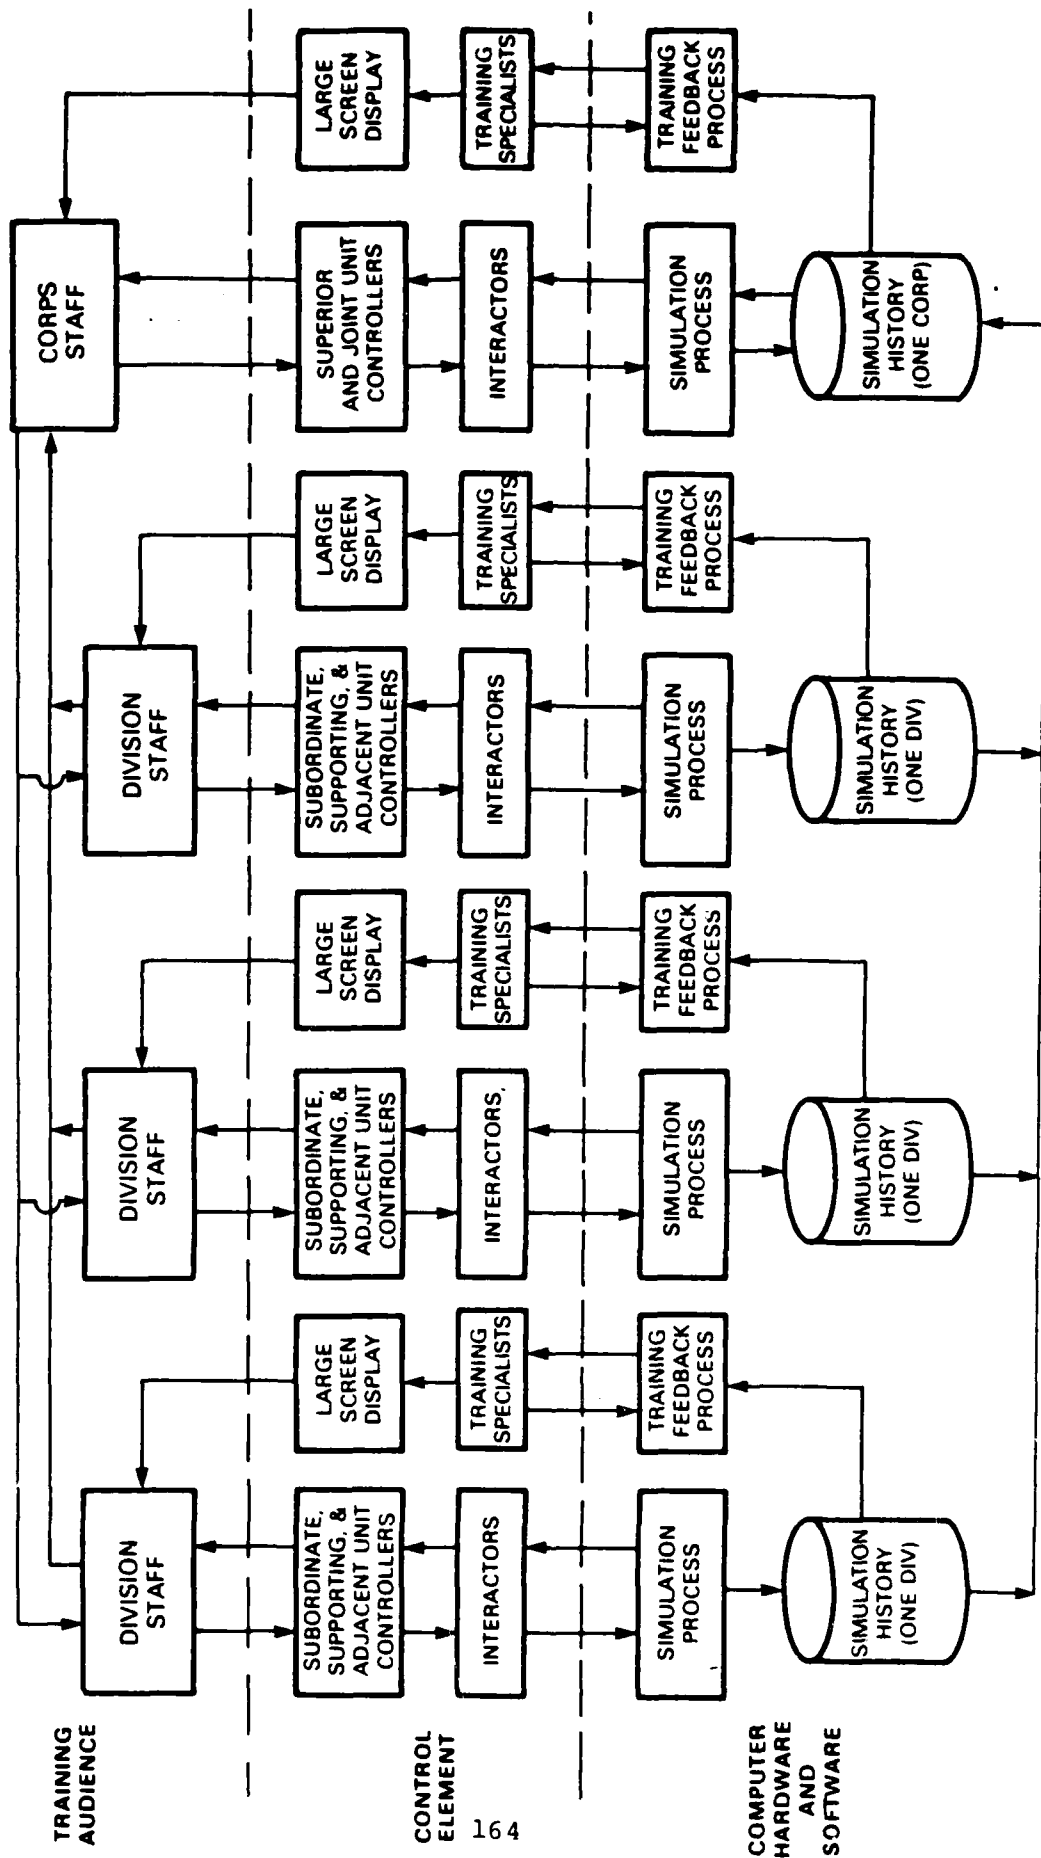 TRAINING
AUDIENCE
DIVISION
STAFF
DIVISION
STAFF
DIVISION
STAFF
CORPS
STAFF
CONTROL
ELEMENT
SUBORDINATE,
SUPPORTING, &
ADJACENT UNIT
CONTROLLERS
LARGE
SCREEN
DISPLAY
SUBORDINATE,
SUPPORTING, &
ADJACENT UNIT
CONTROLLERS
LARGE
SCREEN
DISPLAY
SUBORDINATE,
SUPPORTING, &
ADJACENT UNIT
CONTROLLERS
LARGE
SCREEN
DISPLAY
SUPERIOR
AND JOINT UNIT
CONTROLLERS
LARGE
SCREEN
DISPLAY
INTERACTORS
TRAINING
SPECIALISTS
INTERACTORS,
TRAINING
SPECIALISTS
INTERACTORS
TRAINING
SPECIALISTS
INTERACTORS
TRAINING
SPECIALISTS
COMPUTER
HARDWARE
AND
SOFTWARE
SIMULATION
PROCESS
TRAINING
FEEDBACK
PROCESS
SIMULATION
PROCESS
TRAINING
FEEDBACK
PROCESS
SIMULATION
PROCESS
TRAINING
FEEDBACK
PROCESS
SIMULATION
PROCESS
TRAINING
FEEDBACK
PROCESS
SIMULATION
HISTORY
(ONE DIV)
SIMULATION
HISTORY
(ONE DIV)
SIMULATION
HISTORY
(ONE DIV)
SIMULATION
HISTORY
(ONE CORP)
164